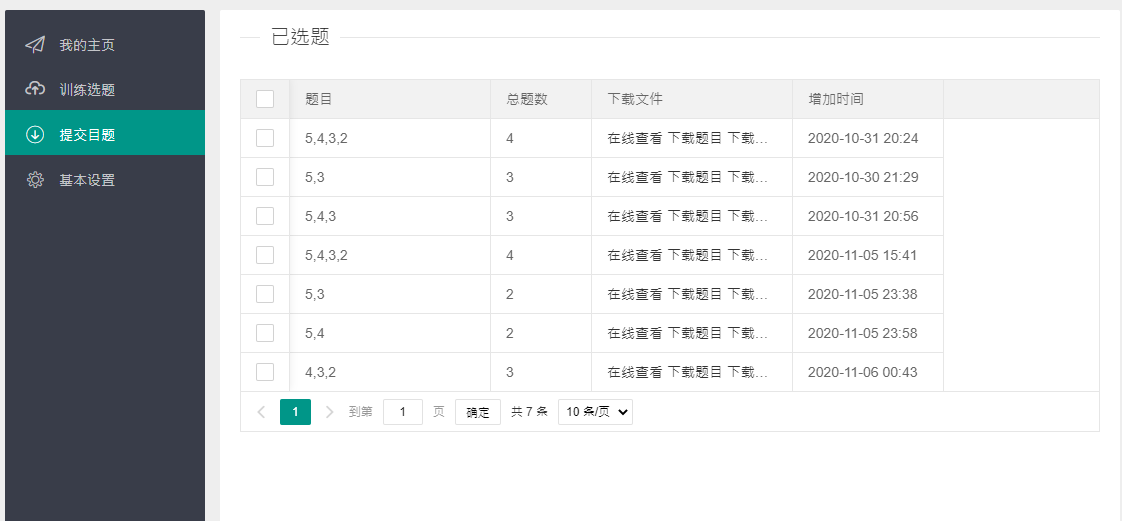 我的主页
训练选题
提交目题
基本设置
已选题
题目 总题数 下载文件 增加时间
5,4,3,2 4 在线查看 下载题目 下载... 2020-10-31 20:24
5,3 3 在线查看 下载题目 下载... 2020-10-30 21:29
5,4,3 3 在线查看 下载题目 下载... 2020-10-31 20:56
5,4,3,2 4 在线查看 下载题目 下载... 2020-11-05 15:41
5,3 2 在线查看 下载题目 下载... 2020-11-05 23:38
5,4 2 在线查看 下载题目 下载... 2020-11-05 23:58
4,3,2 3 在线查看 下载题目 下载... 2020-11-06 00:43
1 到第 1 页 确定 共 7 条 10 条/页